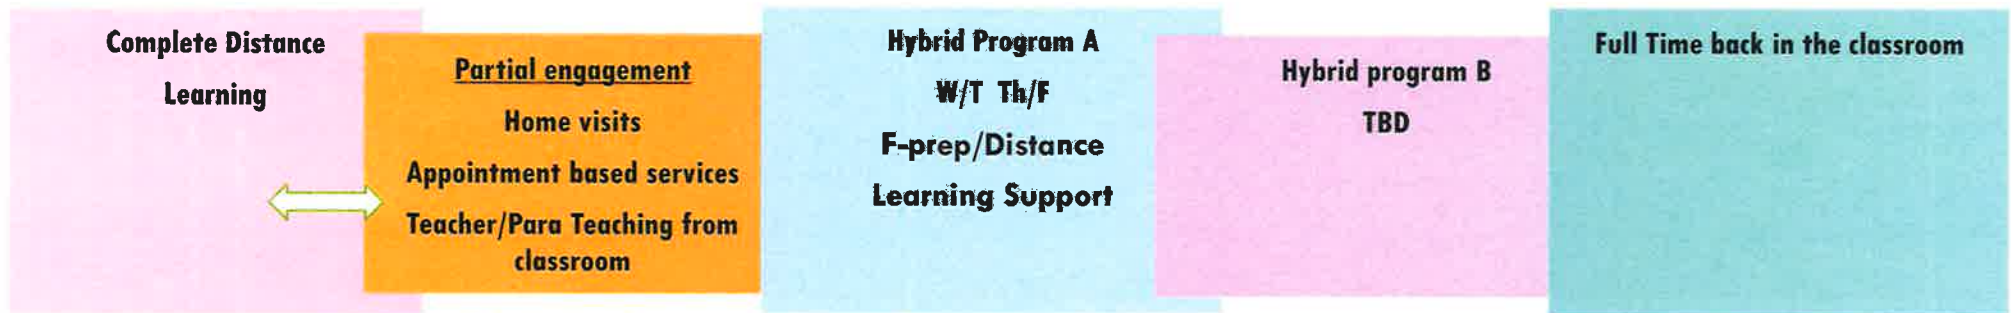 Complete Distance
Learning
Partial engagement
Home visits
Appointment based services
Teacher/Para Teaching from
classroom
Hybrid Program A
W/T Th/F
F-prep/Distance
Learning Support
Hybrid program B
TBD
Full Time back in the classroom